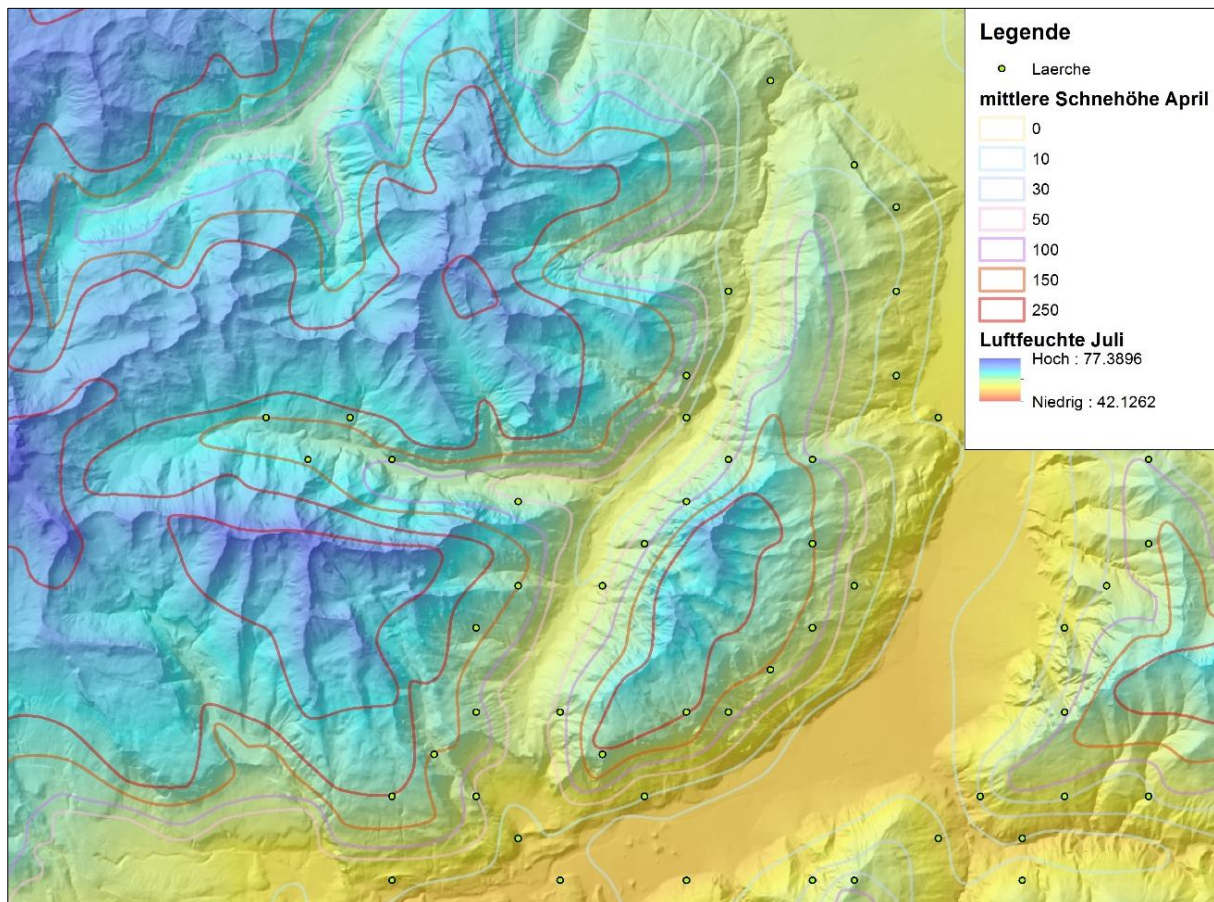 Legende
Laerche
mittlere Schnehöhe April
0
10
30
50
100
150
250
Luftfeuchte Juli
Hoch : 77.3896
Niedrig : 42.1262